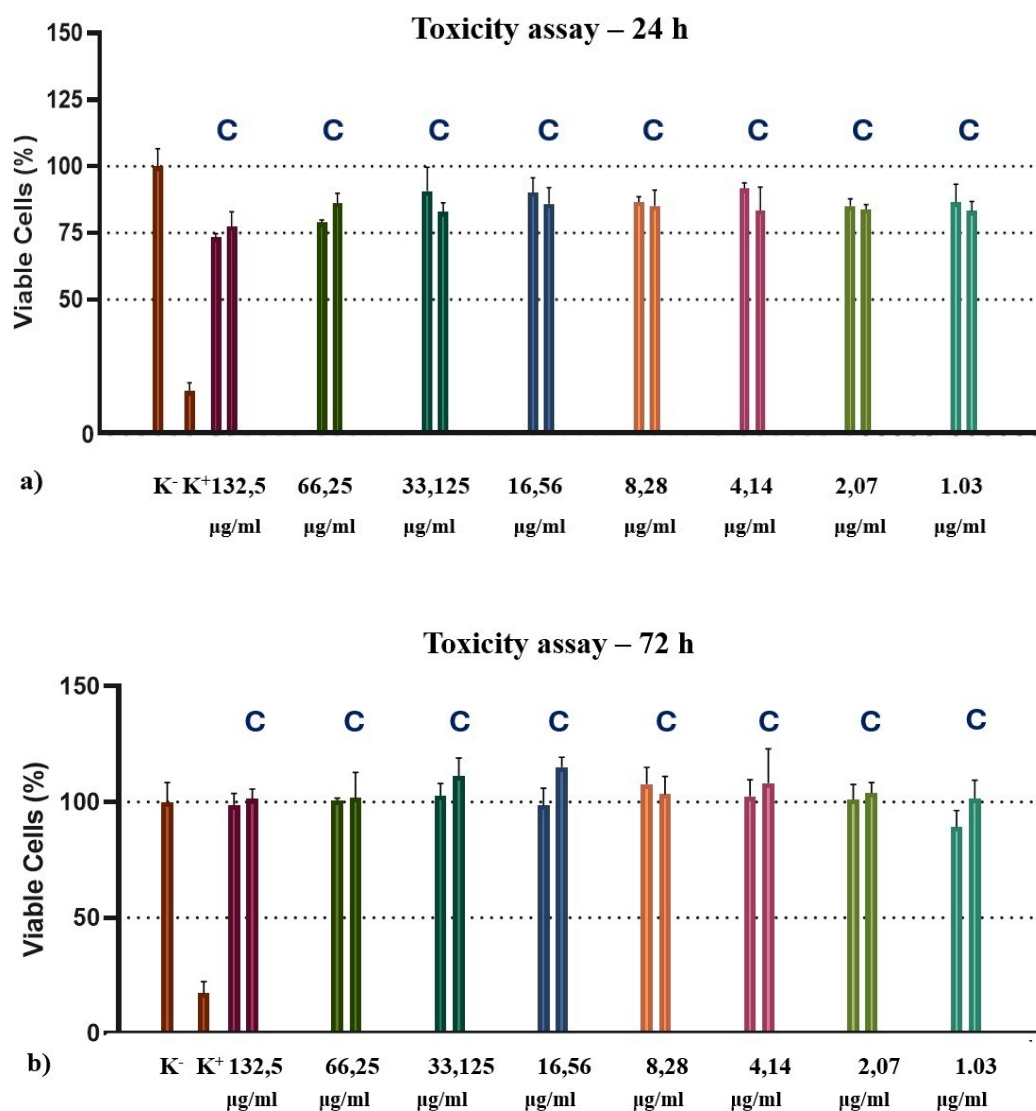 Toxicity assay – 24 h
Viable Cells (%)
150
125
100
75
50
0
C C C C C C C C
a)
K⁻ K⁺ 132,5 66,25 33,125 16,56 8,28 4,14 2,07 1.03
µg/ml µg/ml µg/ml µg/ml µg/ml µg/ml µg/ml µg/ml
Toxicity assay – 72 h
Viable Cells (%)
150
100
50
0
C C C C C C C C
b)
K⁻ K⁺ 132,5 66,25 33,125 16,56 8,28 4,14 2,07 1.03
µg/ml µg/ml µg/ml µg/ml µg/ml µg/ml µg/ml µg/ml